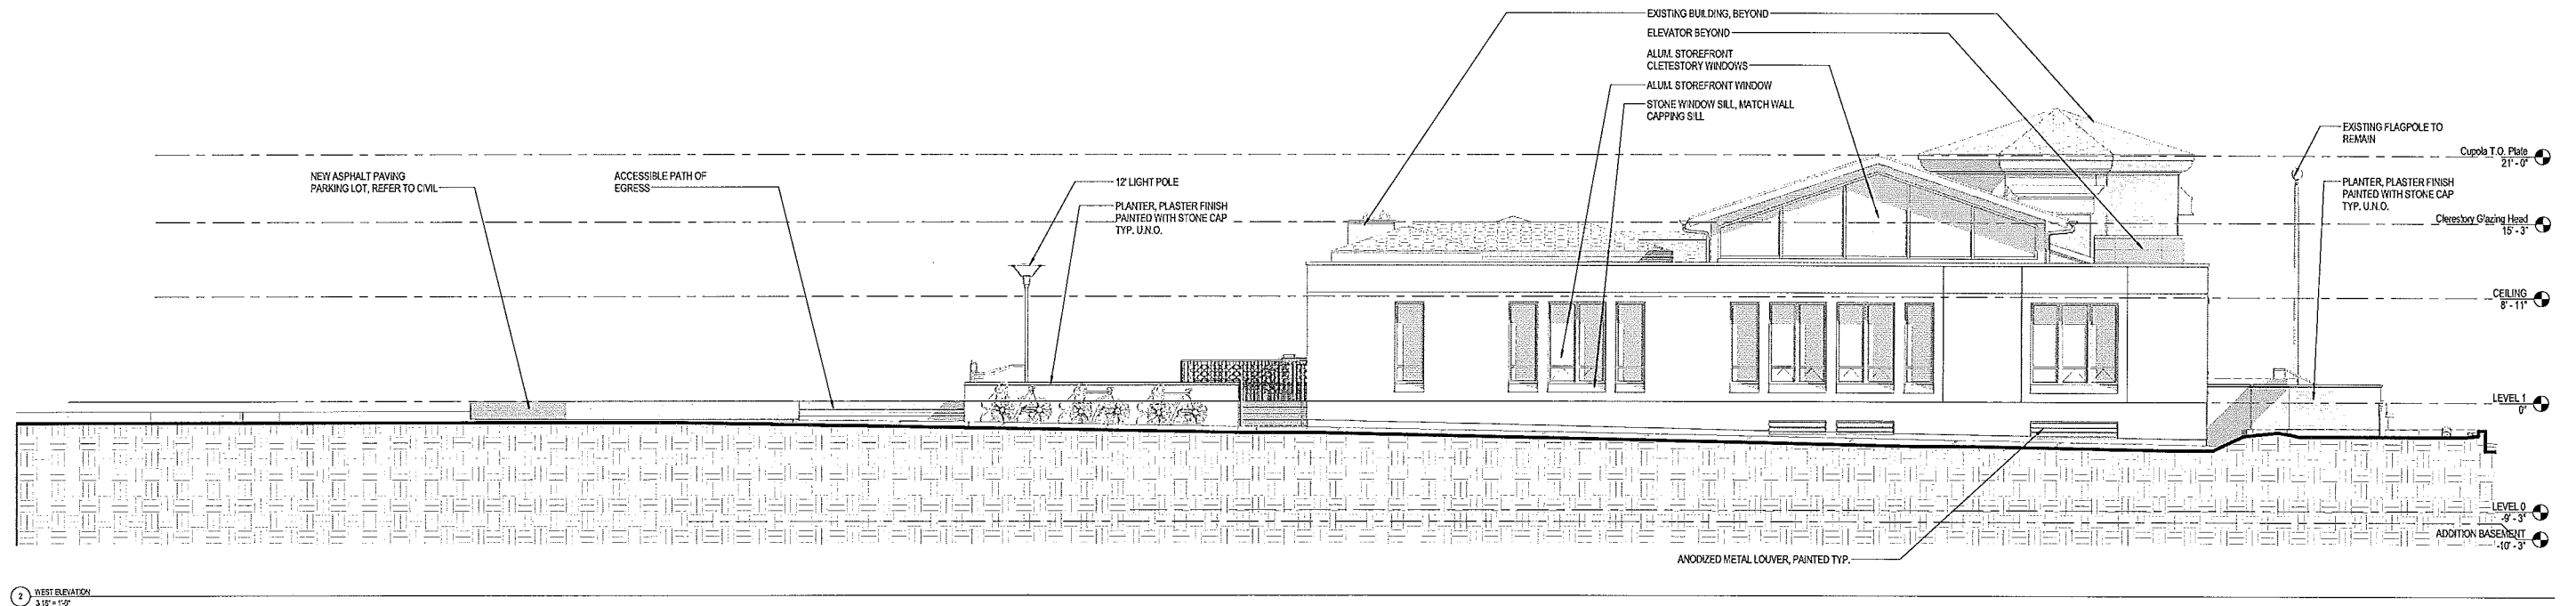 EXISTING BUILDING, BEYOND
ELEVATOR BEYOND
ALUM. STOREFRONT
CLETESTORY WINDOWS
ALUM. STOREFRONT WINDOW
STONE WINDOW SILL, MATCH WALL
CAPPING SILL
EXISTING FLAGPOLE TO
REMAIN
Cupola T.O. Plate
21' - 0"
NEW ASPHALT PAVING
PARKING LOT, REFER TO CIVIL
ACCESSIBLE PATH OF
EGRESS
12' LIGHT POLE
PLANTER, PLASTER FINISH
PAINTED WITH STONE CAP
TYP. U.N.O.
PLANTER, PLASTER FINISH
PAINTED WITH STONE CAP
TYP. U.N.O.
Clerestory Glazing Head
15' - 3"
CEILING
8' - 11"
LEVEL 1
0"
LEVEL 0
-9' - 3"
ADDITION BASEMENT
-10' - 3"
ANODIZED METAL LOUVER, PAINTED TYP.
2
WEST ELEVATION
3/16" = 1'-0"